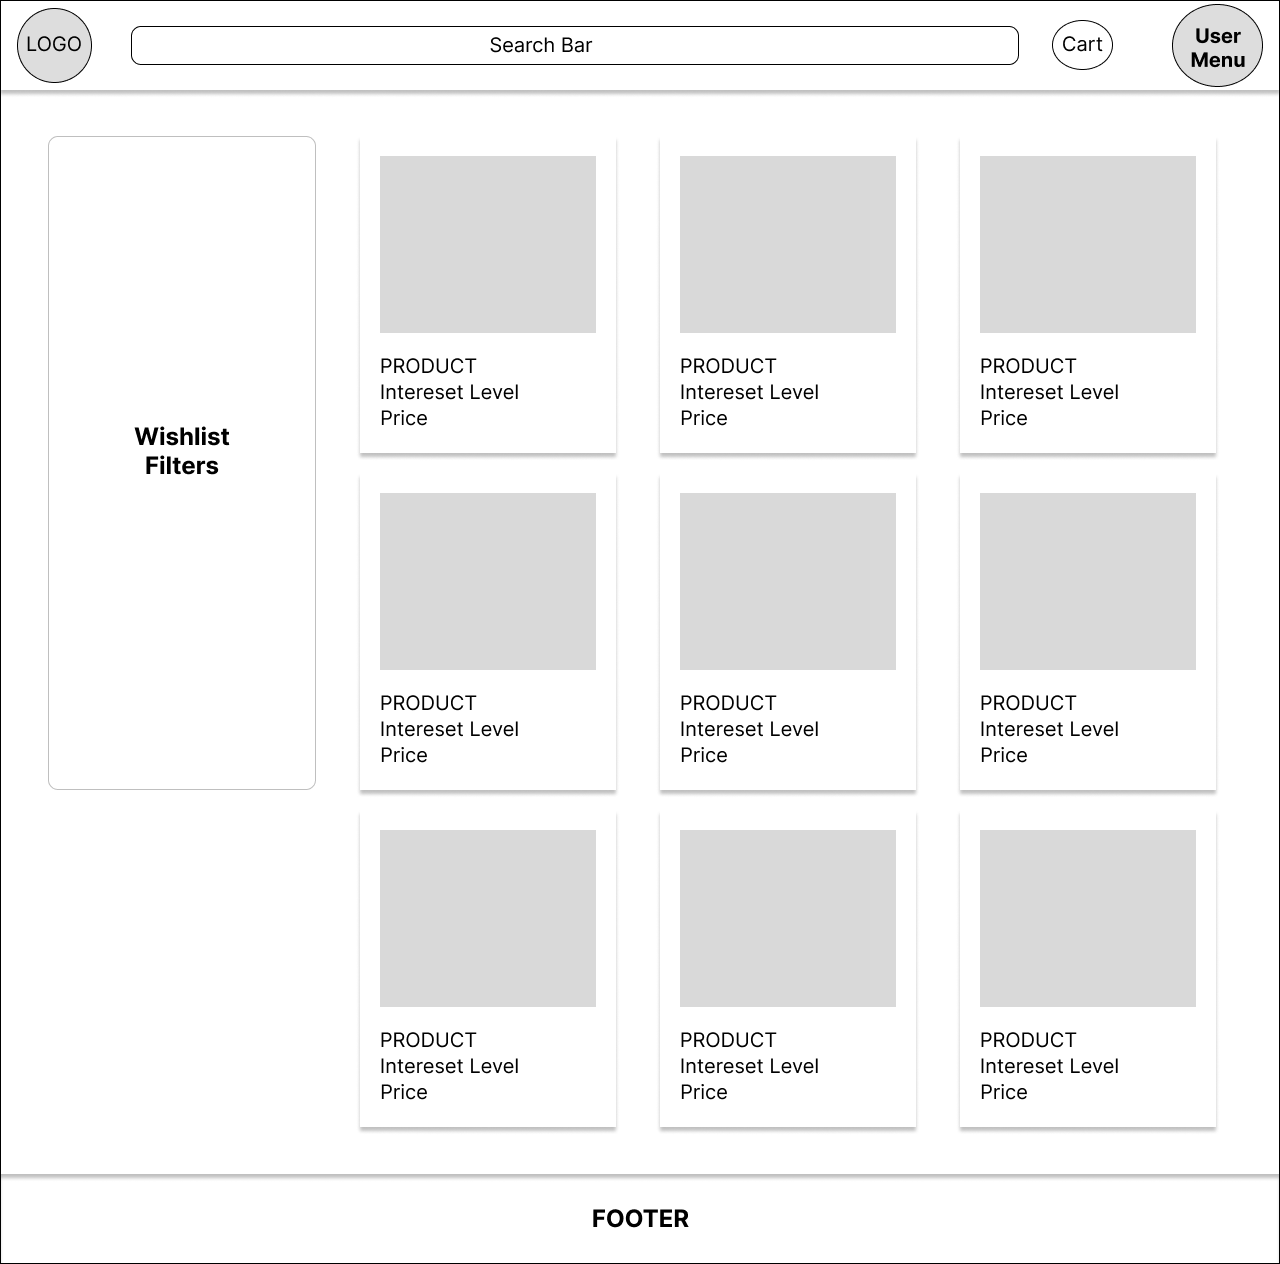 LOGO
Search Bar
Cart
User
Menu
Wishlist
Filters
PRODUCT
Intereset Level
Price
PRODUCT
Intereset Level
Price
PRODUCT
Intereset Level
Price
PRODUCT
Intereset Level
Price
PRODUCT
Intereset Level
Price
PRODUCT
Intereset Level
Price
PRODUCT
Intereset Level
Price
PRODUCT
Intereset Level
Price
PRODUCT
Intereset Level
Price
FOOTER